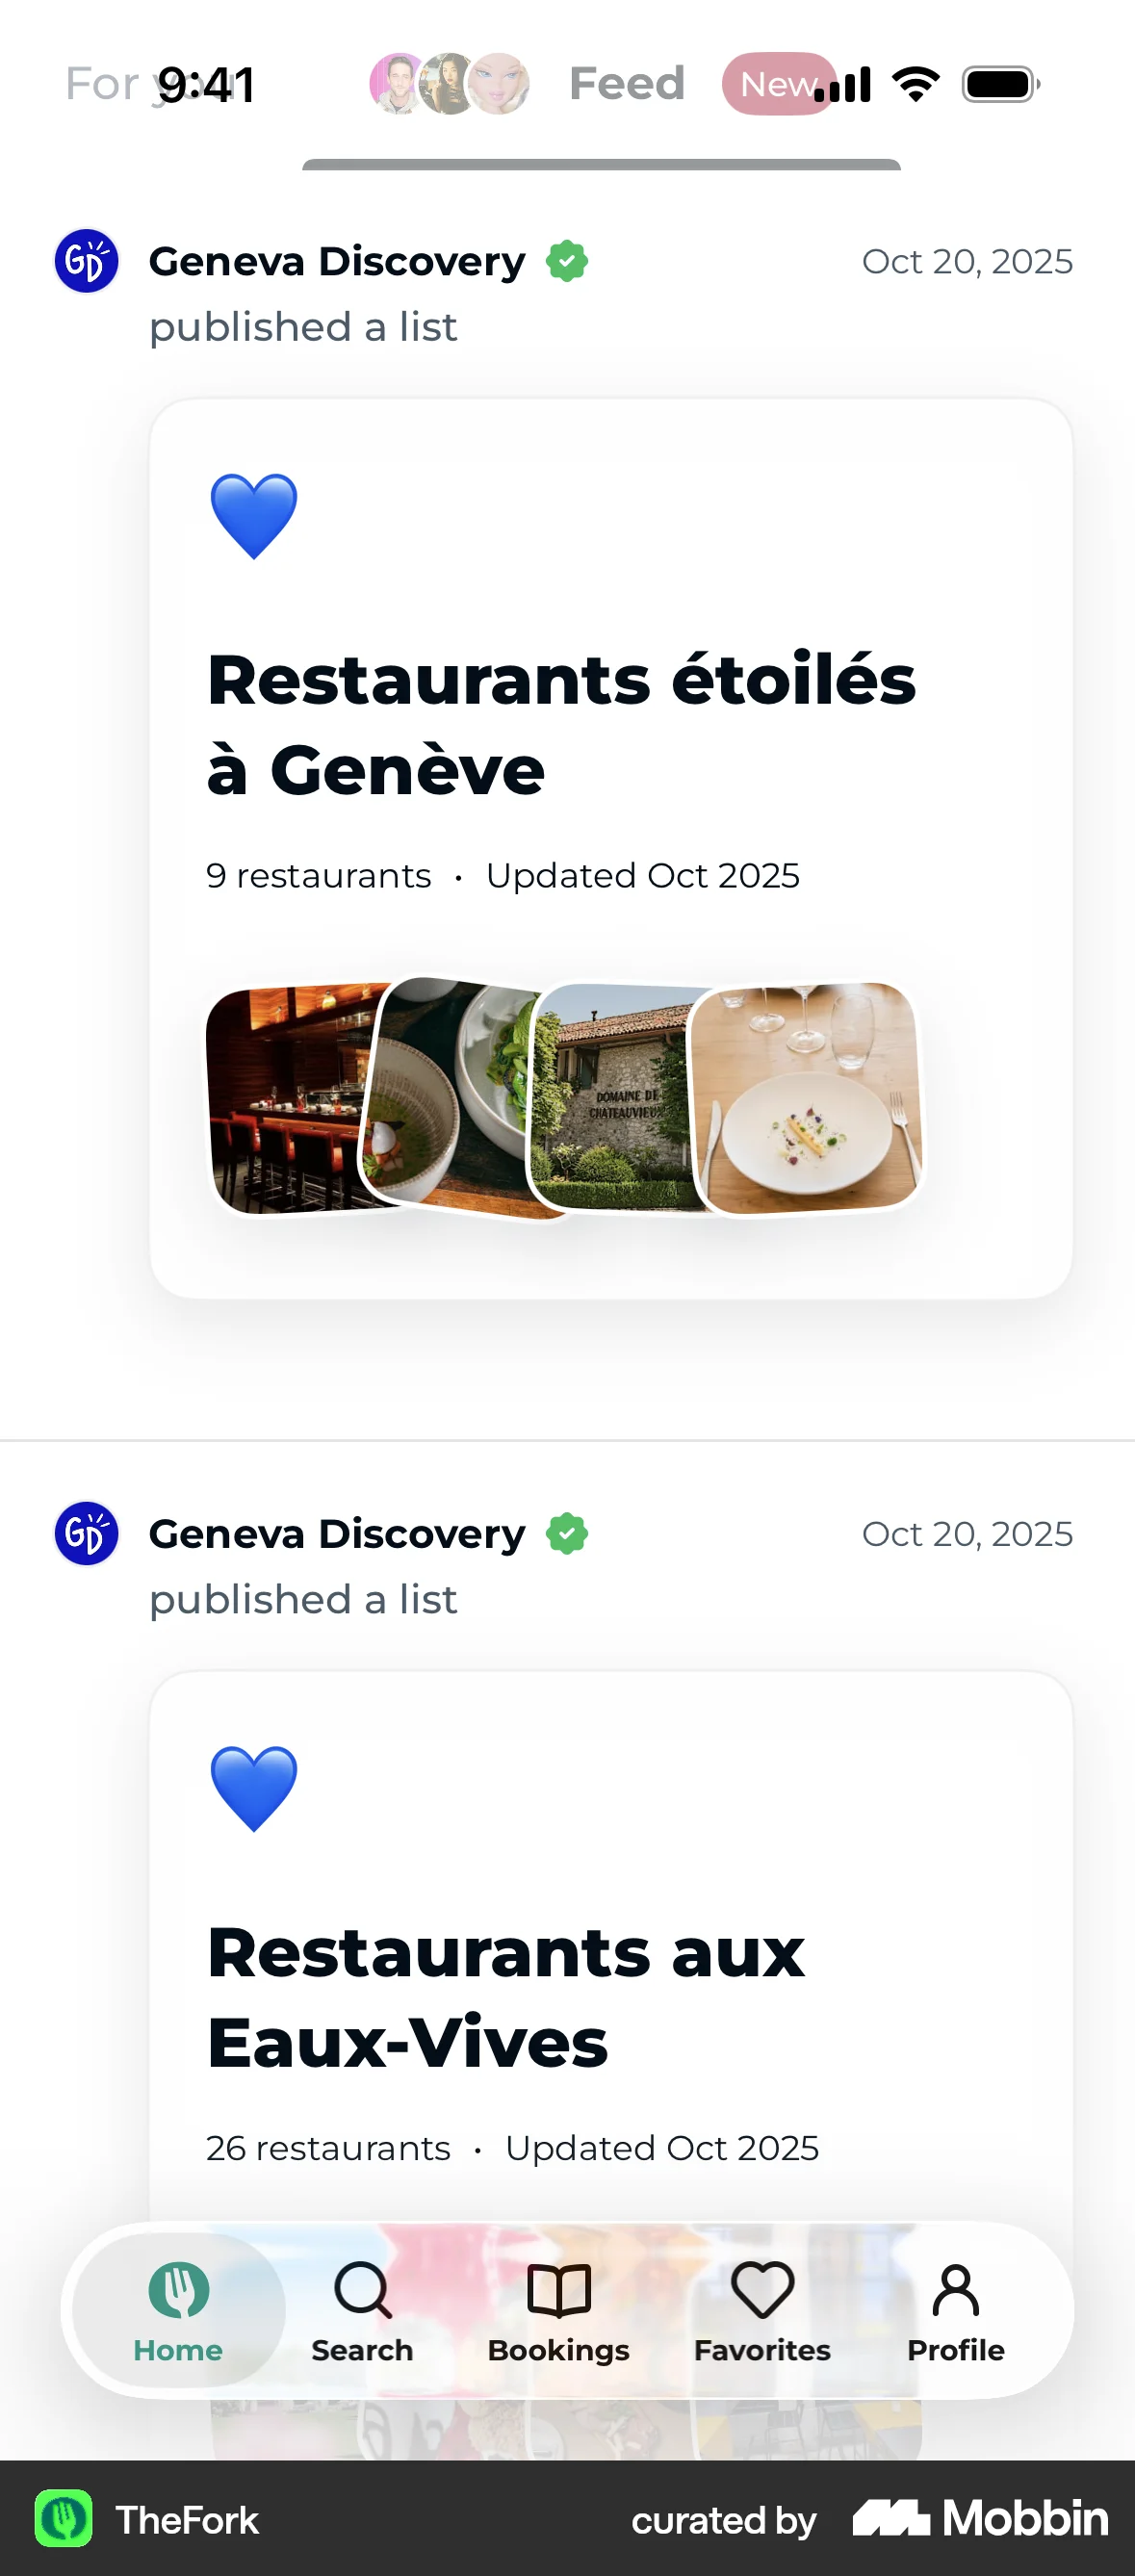 For you
9:41
Feed
New
Geneva Discovery
Oct 20, 2025
published a list
Restaurants étoilés
à Genève
9 restaurants • Updated Oct 2025
DOMAINE DE
CHATEAUVIEUX
Geneva Discovery
Oct 20, 2025
published a list
Restaurants aux
Eaux-Vives
26 restaurants • Updated Oct 2025
Home
Search
Bookings
Favorites
Profile
TheFork
curated by Mobbin